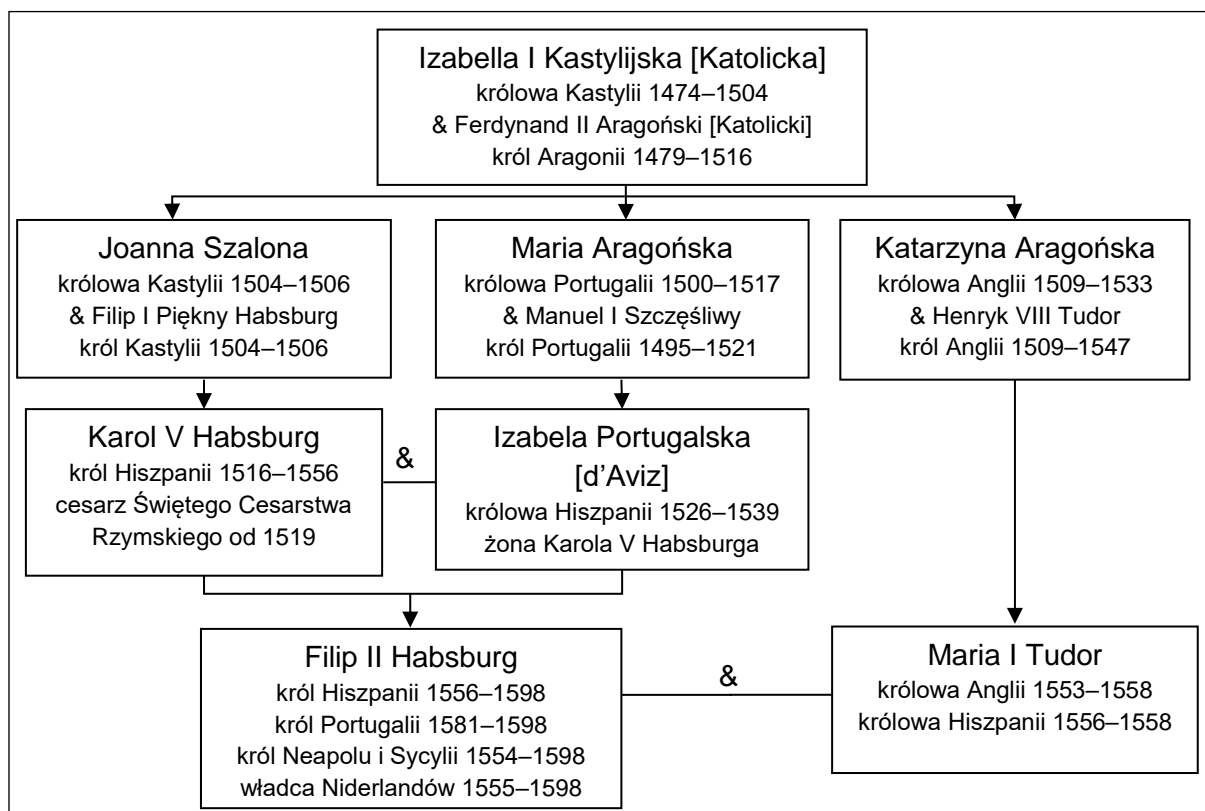 Izabella I Kastylijska [Katolicka]
królowa Kastylii 1474–1504
& Ferdynand II Aragoński [Katolicki]
król Aragonii 1479–1516
Joanna Szalona
królowa Kastylii 1504–1506
& Filip I Piękny Habsburg
król Kastylii 1504–1506
Maria Aragońska
królowa Portugalii 1500–1517
& Manuel I Szczęśliwy
król Portugalii 1495–1521
Katarzyna Aragońska
królowa Anglii 1509–1533
& Henryk VIII Tudor
król Anglii 1509–1547
Karol V Habsburg
król Hiszpanii 1516–1556
cesarz Świętego Cesarstwa
Rzymskiego od 1519
&
Izabela Portugalska
[d’Aviz]
królowa Hiszpanii 1526–1539
żona Karola V Habsburga
Filip II Habsburg
król Hiszpanii 1556–1598
król Portugalii 1581–1598
król Neapolu i Sycylii 1554–1598
władca Niderlandów 1555–1598
&
Maria I Tudor
królowa Anglii 1553–1558
królowa Hiszpanii 1556–1558